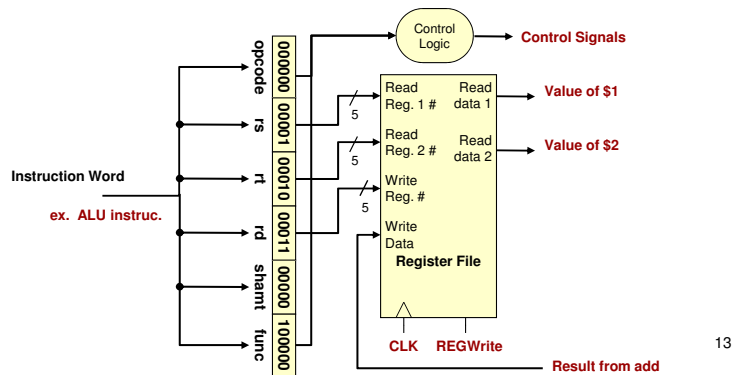 Control
Logic
Control Signals
opcode
000000
rs
00001
rt
00010
rd
00011
shamt
00000
func
100000
Instruction Word
ex. ALU instruc.
5
5
5
Read
Reg. 1 #
Read
data 1
Value of $1
Read
Reg. 2 #
Read
data 2
Value of $2
Write
Reg. #
Write
Data
Register File
CLK
REGWrite
Result from add
13